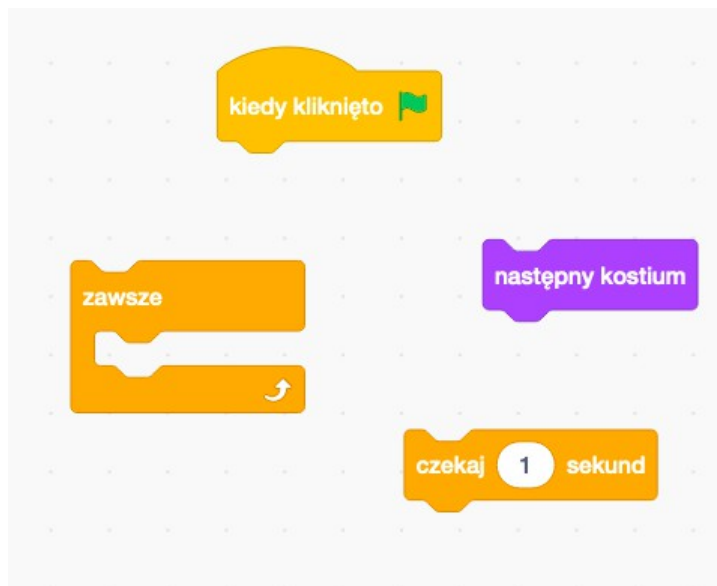 kiedy kliknięto
zawsze
następny kostium
czekaj 1 sekund